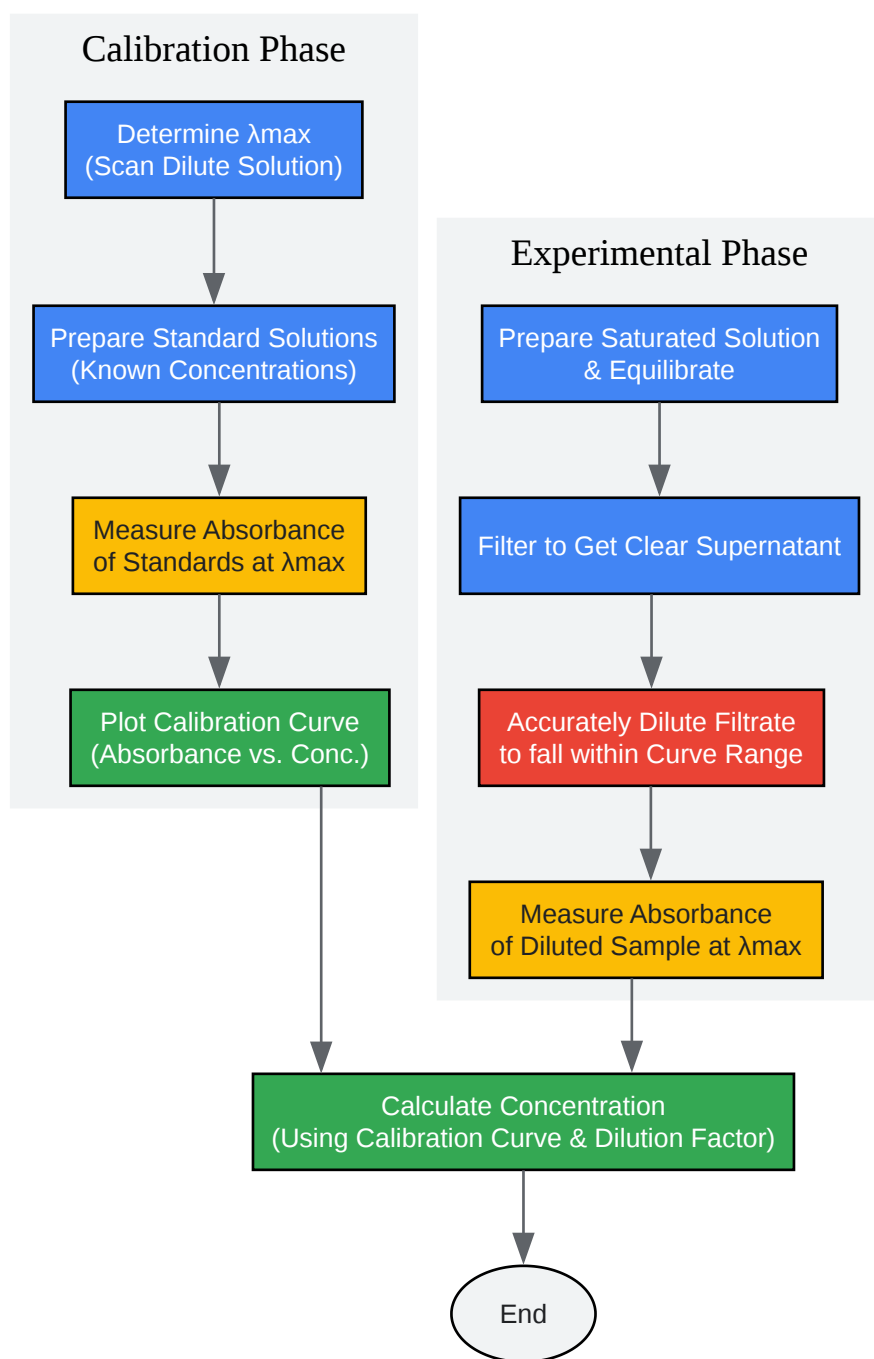 Calibration Phase
Determine λmax
(Scan Dilute Solution)
Prepare Standard Solutions
(Known Concentrations)
Measure Absorbance
of Standards at λmax
Plot Calibration Curve
(Absorbance vs. Conc.)
Experimental Phase
Prepare Saturated Solution
& Equilibrate
Filter to Get Clear Supernatant
Accurately Dilute Filtrate
to fall within Curve Range
Measure Absorbance
of Diluted Sample at λmax
Calculate Concentration
(Using Calibration Curve & Dilution Factor)
End